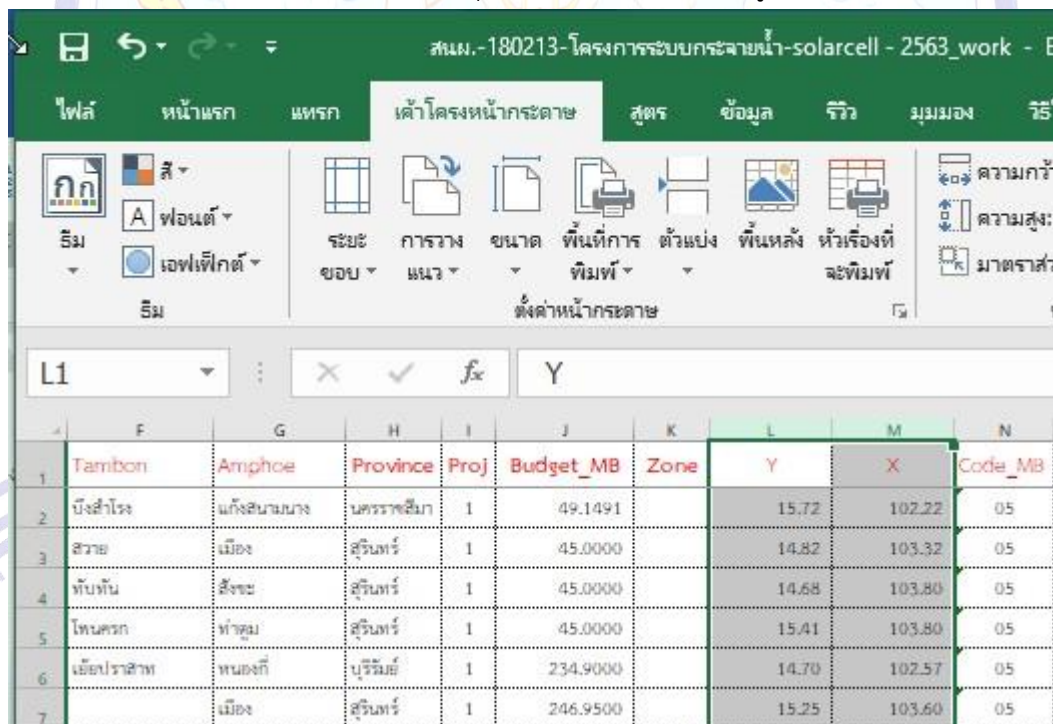 สนผ.-180213-โครงการระบบกระจายน้ำ-solarcell - 2563_work - E
ไฟล์ หน้าแรก แทรก เค้าโครงหน้ากระดาษ สูตร ข้อมูล รีวิว มุมมอง วิธี
กก สี
A ฟอนต์
เอฟเฟ็กต์
ธีม
ระยะ การวาง ขนาด พื้นที่การ ตัวแบ่ง พื้นหลัง หัวเรื่องที่
ขอบ แนว พิมพ์ จะพิมพ์
ความกว้
ความสูง:
มาตราส่ว
ธีม ตั้งค่าหน้ากระดาษ
L1 fx Y
F G H I J K L M N
1 Tambon Amphoe Province Proj Budget_MB Zone Y X Code_MB
2 บึงสำโรง แก้งสนามนาง นครราชสีมา 1 49.1491 15.72 102.22 05
3 สวาย เมือง สุรินทร์ 1 45.0000 14.82 103.32 05
4 ทับทัน สังขะ สุรินทร์ 1 45.0000 14.68 103.80 05
5 โพนครก ท่าตูม สุรินทร์ 1 45.0000 15.41 103.80 05
6 เย้ยปราสาท หนองกี่ บุรีรัมย์ 1 234.9000 14.70 102.57 05
7 เมือง สุรินทร์ 1 246.9500 15.25 103.60 05